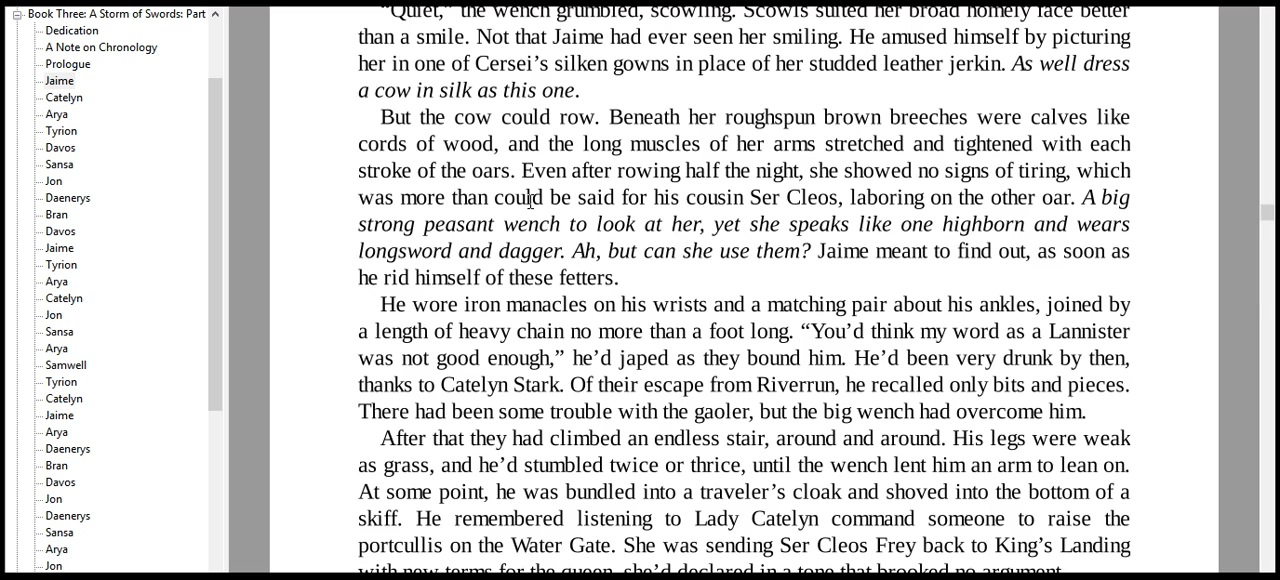 Book Three: A Storm of Swords: Part
Dedication
A Note on Chronology
Prologue
Jaime
Catelyn
Arya
Tyrion
Davos
Sansa
Jon
Daenerys
Bran
Davos
Jaime
Tyrion
Arya
Catelyn
Jon
Sansa
Arya
Samwell
Tyrion
Catelyn
Jaime
Arya
Daenerys
Bran
Davos
Jon
Daenerys
Sansa
Arya
Jon
“Quiet,” the wench grumbled, scowling. Scowls suited her broad homely face better
than a smile. Not that Jaime had ever seen her smiling. He amused himself by picturing
her in one of Cersei’s silken gowns in place of her studded leather jerkin. As well dress
a cow in silk as this one.
But the cow could row. Beneath her roughspun brown breeches were calves like
cords of wood, and the long muscles of her arms stretched and tightened with each
stroke of the oars. Even after rowing half the night, she showed no signs of tiring, which
was more than could be said for his cousin Ser Cleos, laboring on the other oar. A big
strong peasant wench to look at her, yet she speaks like one highborn and wears
longsword and dagger. Ah, but can she use them? Jaime meant to find out, as soon as
he rid himself of these fetters.
He wore iron manacles on his wrists and a matching pair about his ankles, joined by
a length of heavy chain no more than a foot long. “You’d think my word as a Lannister
was not good enough,” he’d japed as they bound him. He’d been very drunk by then,
thanks to Catelyn Stark. Of their escape from Riverrun, he recalled only bits and pieces.
There had been some trouble with the gaoler, but the big wench had overcome him.
After that they had climbed an endless stair, around and around. His legs were weak
as grass, and he’d stumbled twice or thrice, until the wench lent him an arm to lean on.
At some point, he was bundled into a traveler’s cloak and shoved into the bottom of a
skiff. He remembered listening to Lady Catelyn command someone to raise the
portcullis on the Water Gate. She was sending Ser Cleos Frey back to King’s Landing
with new terms for the queen, she’d declared in a tone that brooked no argument.